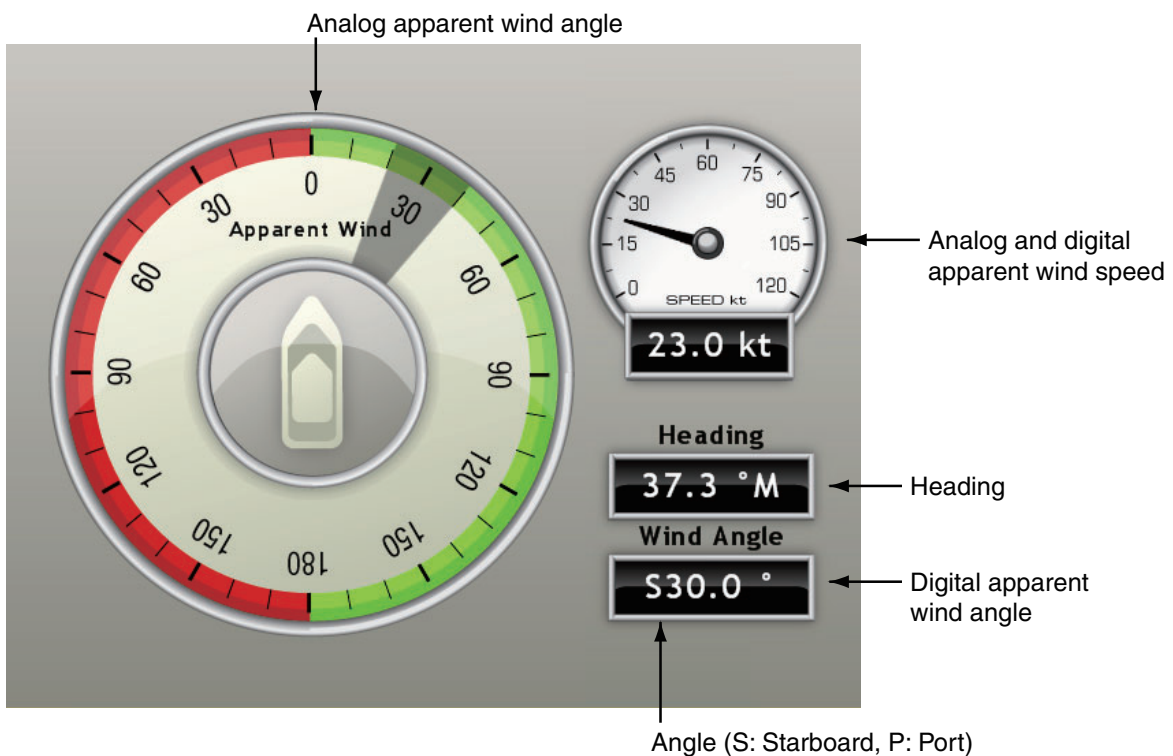 Analog apparent wind angle
0
30
60
90
120
150
180
150
120
90
60
30
Apparent Wind
0
15
30
45
60
75
90
105
120
SPEED kt
23.0 kt
Analog and digital
apparent wind speed
Heading
37.3 °M
Heading
Wind Angle
S30.0 °
Digital apparent
wind angle
Angle (S: Starboard, P: Port)